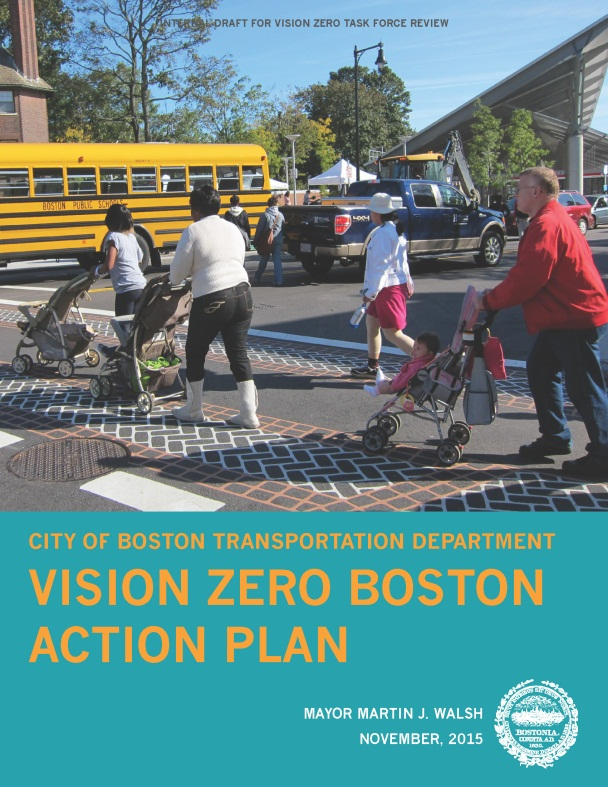 INTERNAL DRAFT FOR VISION ZERO TASK FORCE REVIEW
BOSTON PUBLIC SCHOOLS
4X4
CITY OF BOSTON TRANSPORTATION DEPARTMENT
VISION ZERO BOSTON
ACTION PLAN
MAYOR MARTIN J. WALSH
NOVEMBER, 2015
BOSTONIA
CONDITA A.D.
1630.